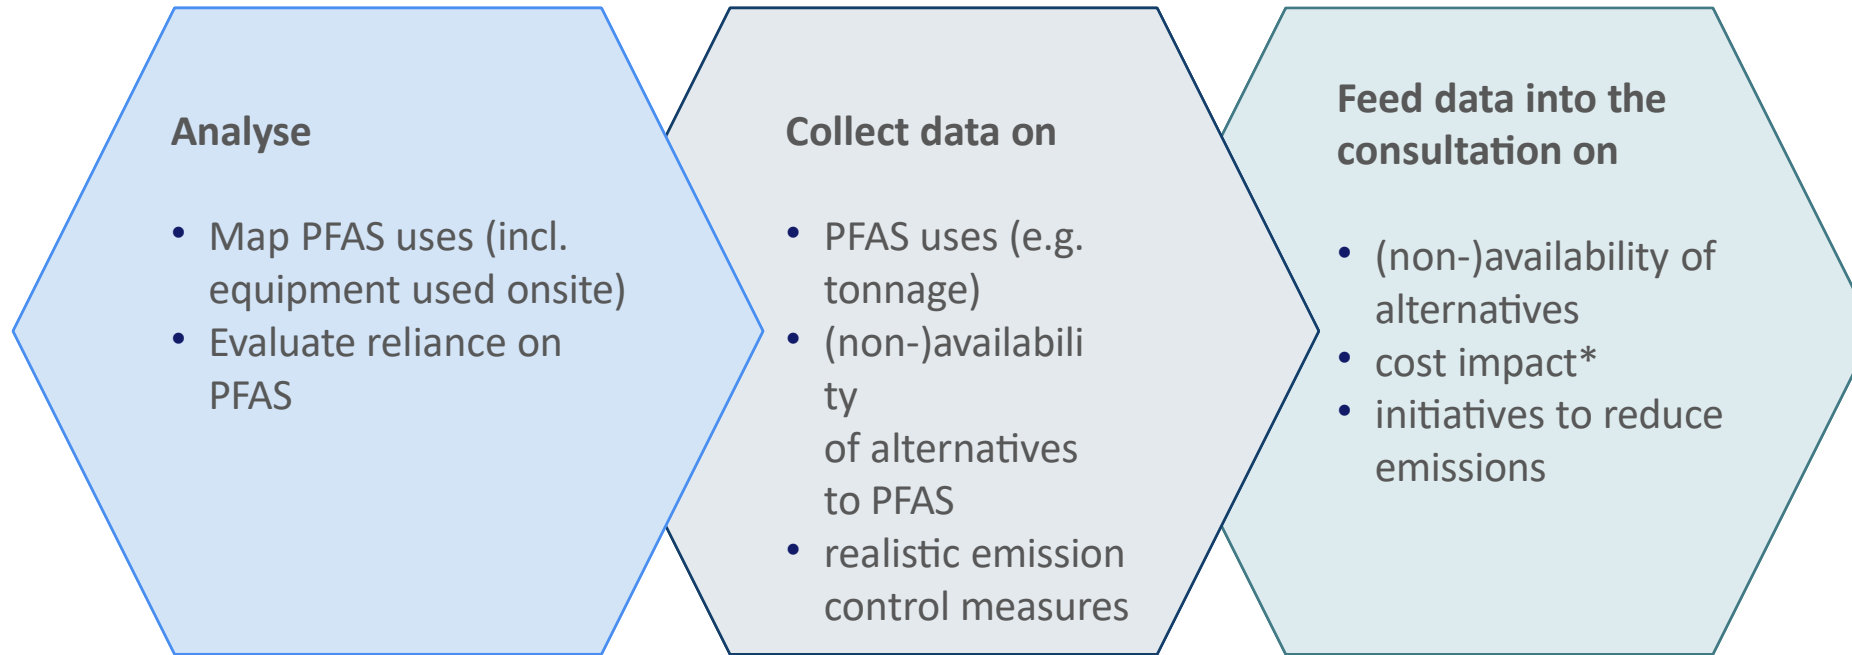 Analyse
• Map PFAS uses (incl.
equipment used onsite)
• Evaluate reliance on
PFAS
Collect data on
• PFAS uses (e.g.
tonnage)
• (non-)availabili
ty
of alternatives
to PFAS
• realistic emission
control measures
Feed data into the
consultation on
• (non-)availability of
alternatives
• cost impact*
• initiatives to reduce
emissions